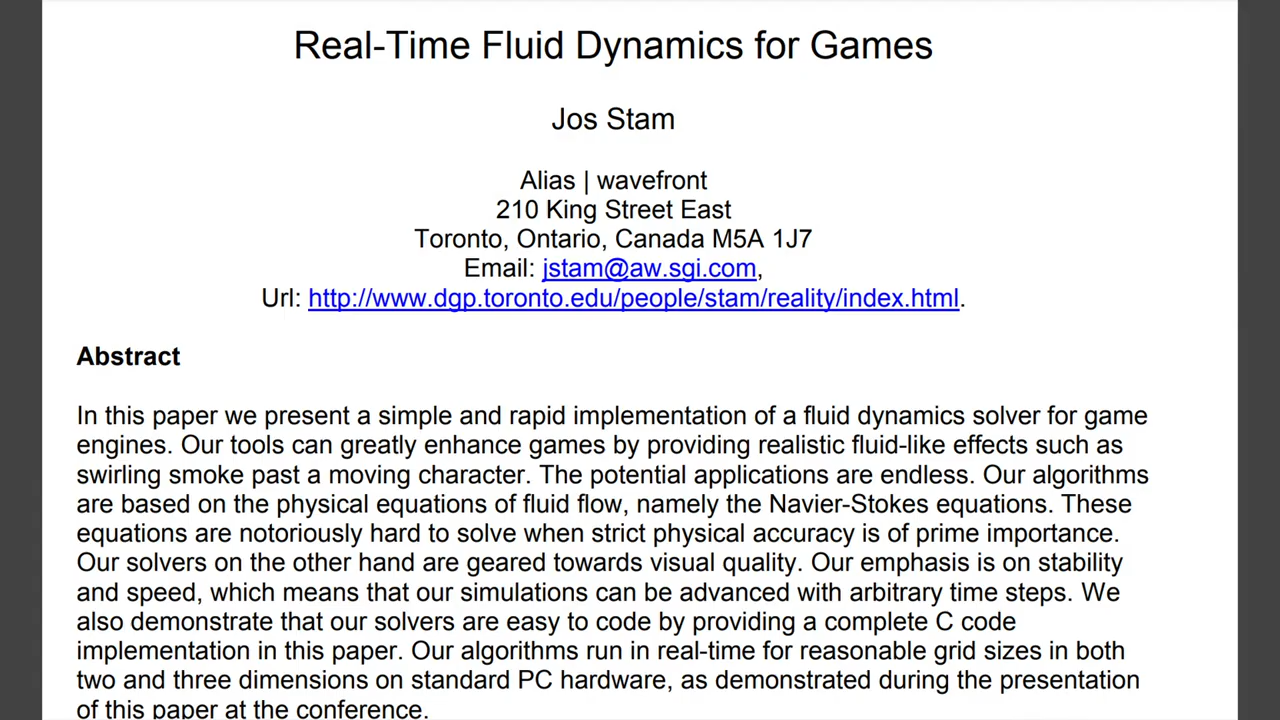 Real-Time Fluid Dynamics for Games
Jos Stam
Alias | wavefront
210 King Street East
Toronto, Ontario, Canada M5A 1J7
Email: jstam@aw.sgi.com,
Url: http://www.dgp.toronto.edu/people/stam/reality/index.html.
Abstract
In this paper we present a simple and rapid implementation of a fluid dynamics solver for game
engines. Our tools can greatly enhance games by providing realistic fluid-like effects such as
swirling smoke past a moving character. The potential applications are endless. Our algorithms
are based on the physical equations of fluid flow, namely the Navier-Stokes equations. These
equations are notoriously hard to solve when strict physical accuracy is of prime importance.
Our solvers on the other hand are geared towards visual quality. Our emphasis is on stability
and speed, which means that our simulations can be advanced with arbitrary time steps. We
also demonstrate that our solvers are easy to code by providing a complete C code
implementation in this paper. Our algorithms run in real-time for reasonable grid sizes in both
two and three dimensions on standard PC hardware, as demonstrated during the presentation
of this paper at the conference.